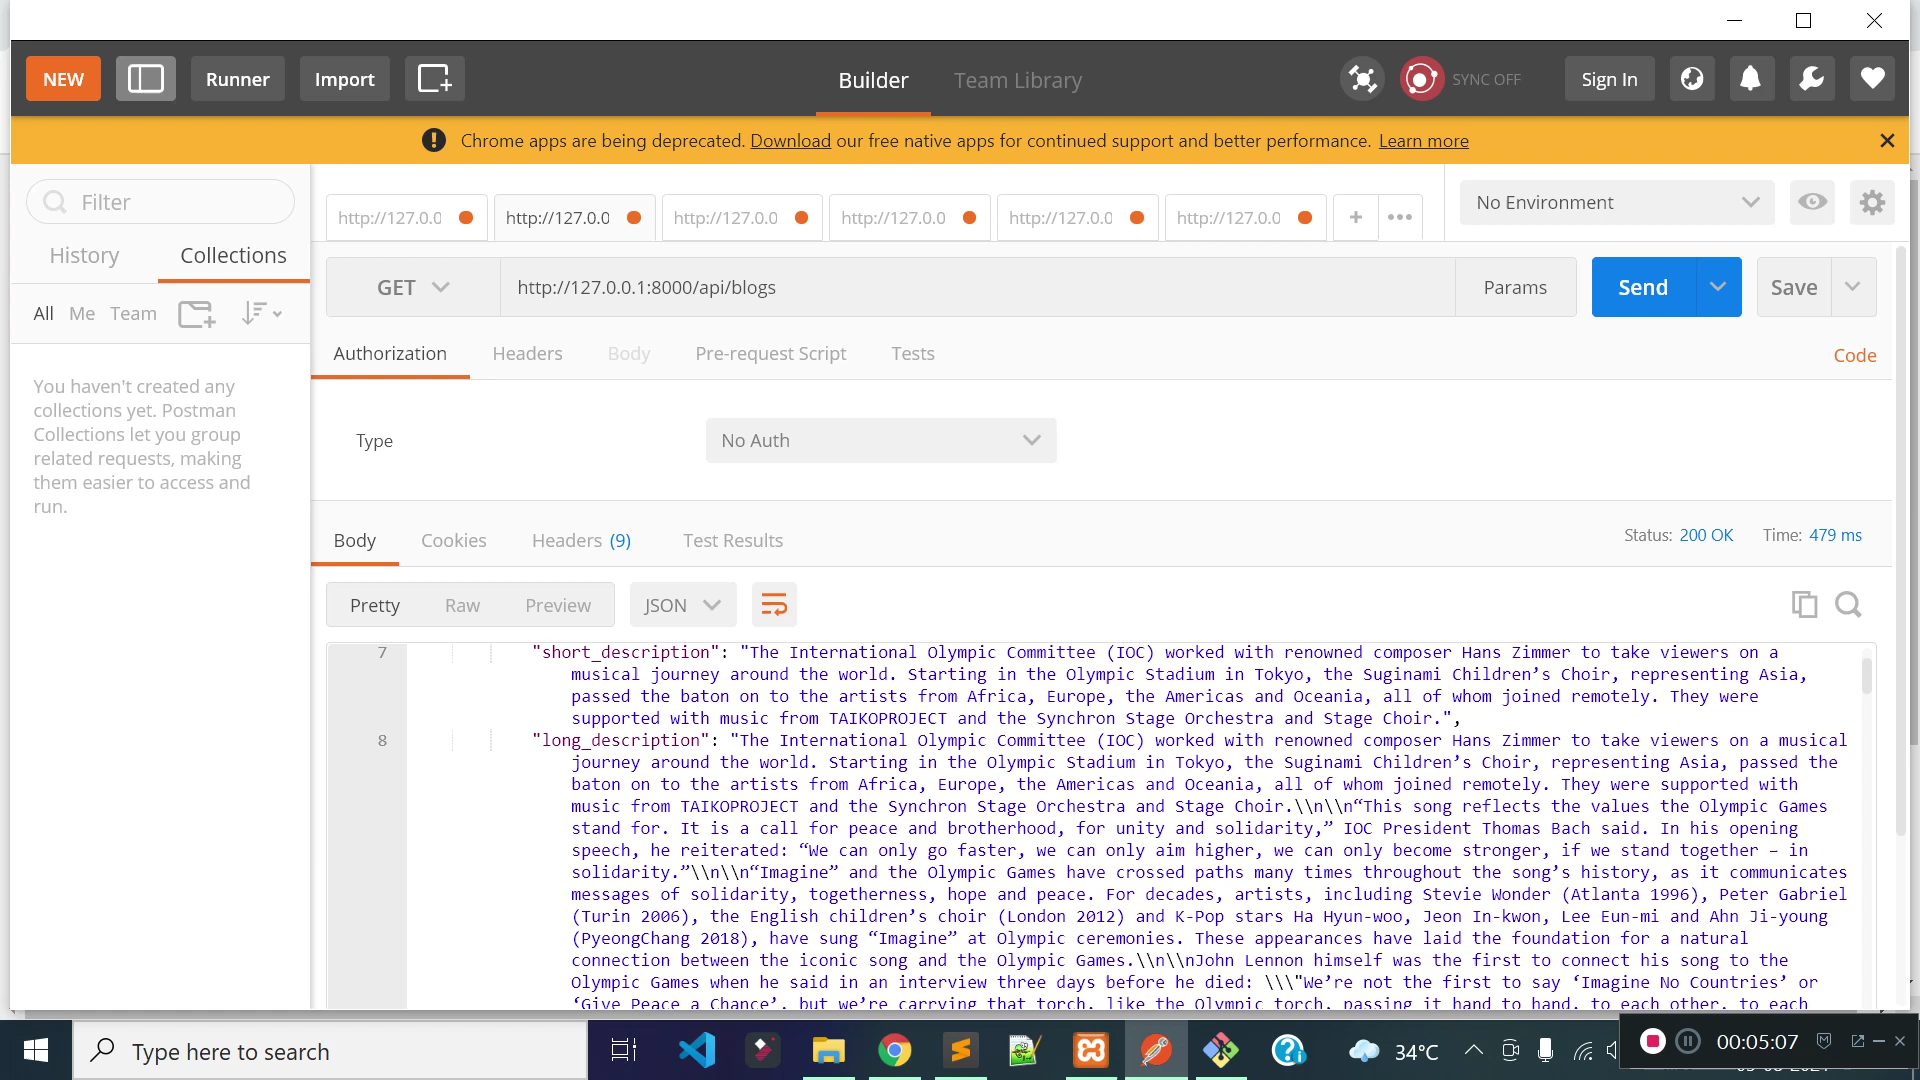 NEW
Runner
Import
Builder
Team Library
SYNC OFF
Sign In
Chrome apps are being deprecated. Download our free native apps for continued support and better performance. Learn more
Filter
http://127.0.0
http://127.0.0
http://127.0.0
http://127.0.0
http://127.0.0
http://127.0.0
No Environment
History
Collections
GET
http://127.0.0.1:8000/api/blogs
Params
Send
Save
All Me Team
Authorization
Headers
Body
Pre-request Script
Tests
Code
You haven't created any
collections yet. Postman
Collections let you group
related requests, making
them easier to access and
run.
Type
No Auth
Body
Cookies
Headers (9)
Test Results
Status: 200 OK
Time: 479 ms
Pretty
Raw
Preview
JSON
7 "short_description": "The International Olympic Committee (IOC) worked with renowned composer Hans Zimmer to take viewers on a
musical journey around the world. Starting in the Olympic Stadium in Tokyo, the Suginami Children’s Choir, representing Asia,
passed the baton on to the artists from Africa, Europe, the Americas and Oceania, all of whom joined remotely. They were
supported with music from TAIKOPROJECT and the Synchron Stage Orchestra and Stage Choir.",
8 "long_description": "The International Olympic Committee (IOC) worked with renowned composer Hans Zimmer to take viewers on a musical
journey around the world. Starting in the Olympic Stadium in Tokyo, the Suginami Children’s Choir, representing Asia, passed the
baton on to the artists from Africa, Europe, the Americas and Oceania, all of whom joined remotely. They were supported with
music from TAIKOPROJECT and the Synchron Stage Orchestra and Stage Choir.\\n\\n“This song reflects the values the Olympic Games
stand for. It is a call for peace and brotherhood, for unity and solidarity,” IOC President Thomas Bach said. In his opening
speech, he reiterated: “We can only go faster, we can only aim higher, we can only become stronger, if we stand together – in
solidarity.”\\n\\n“Imagine” and the Olympic Games have crossed paths many times throughout the song’s history, as it communicates
messages of solidarity, togetherness, hope and peace. For decades, artists, including Stevie Wonder (Atlanta 1996), Peter Gabriel
(Turin 2006), the English children’s choir (London 2012) and K-Pop stars Ha Hyun-woo, Jeon In-kwon, Lee Eun-mi and Ahn Ji-young
(PyeongChang 2018), have sung “Imagine” at Olympic ceremonies. These appearances have laid the foundation for a natural
connection between the iconic song and the Olympic Games.\\n\\nJohn Lennon himself was the first to connect his song to the
Olympic Games when he said in an interview three days before he died: \\\"We’re not the first to say ‘Imagine No Countries’ or
‘Give Peace a Chance’, but we’re carrying that torch, like the Olympic torch, passing it hand to hand, to each other, to each
Type here to search
34°C
00:05:07